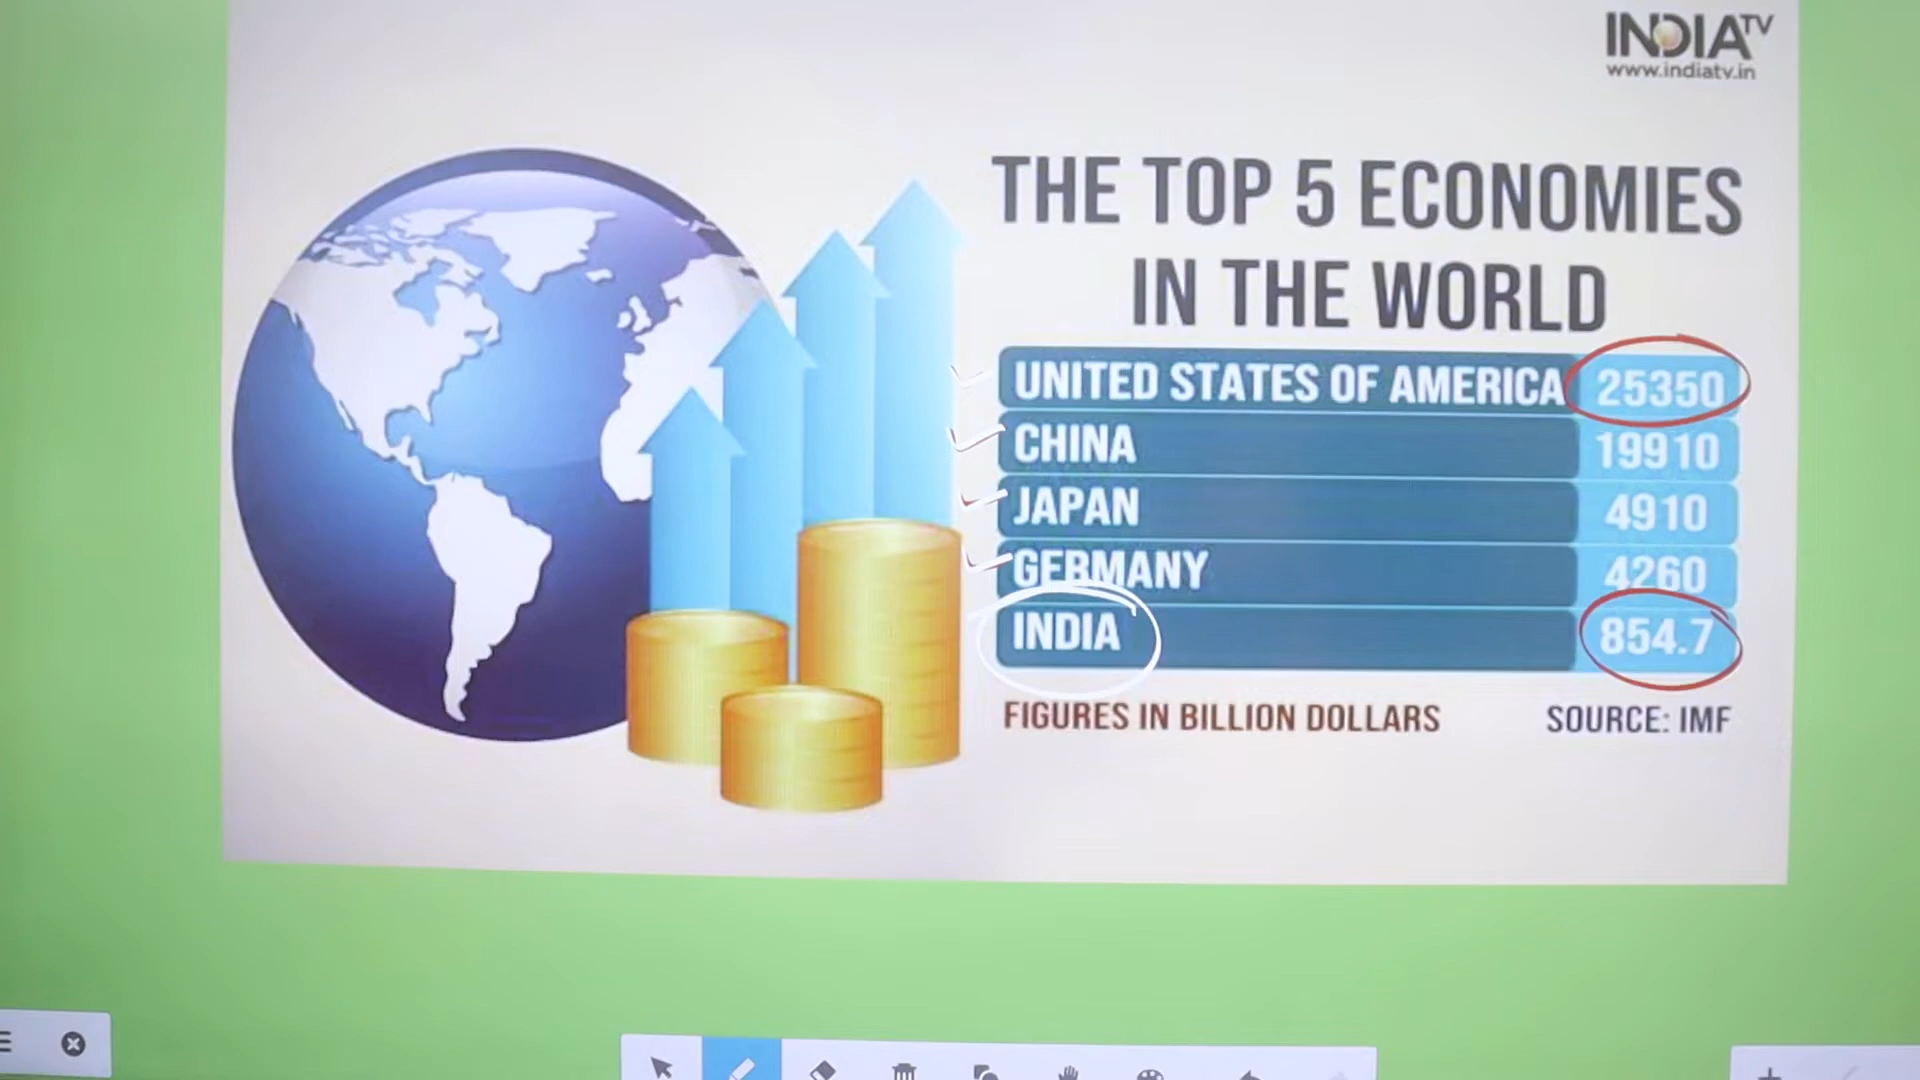 INDIA TV
www.indiatv.in
THE TOP 5 ECONOMIES
IN THE WORLD
UNITED STATES OF AMERICA 25350
CHINA 19910
JAPAN 4910
GERMANY 4260
INDIA 854.7
FIGURES IN BILLION DOLLARS SOURCE: IMF